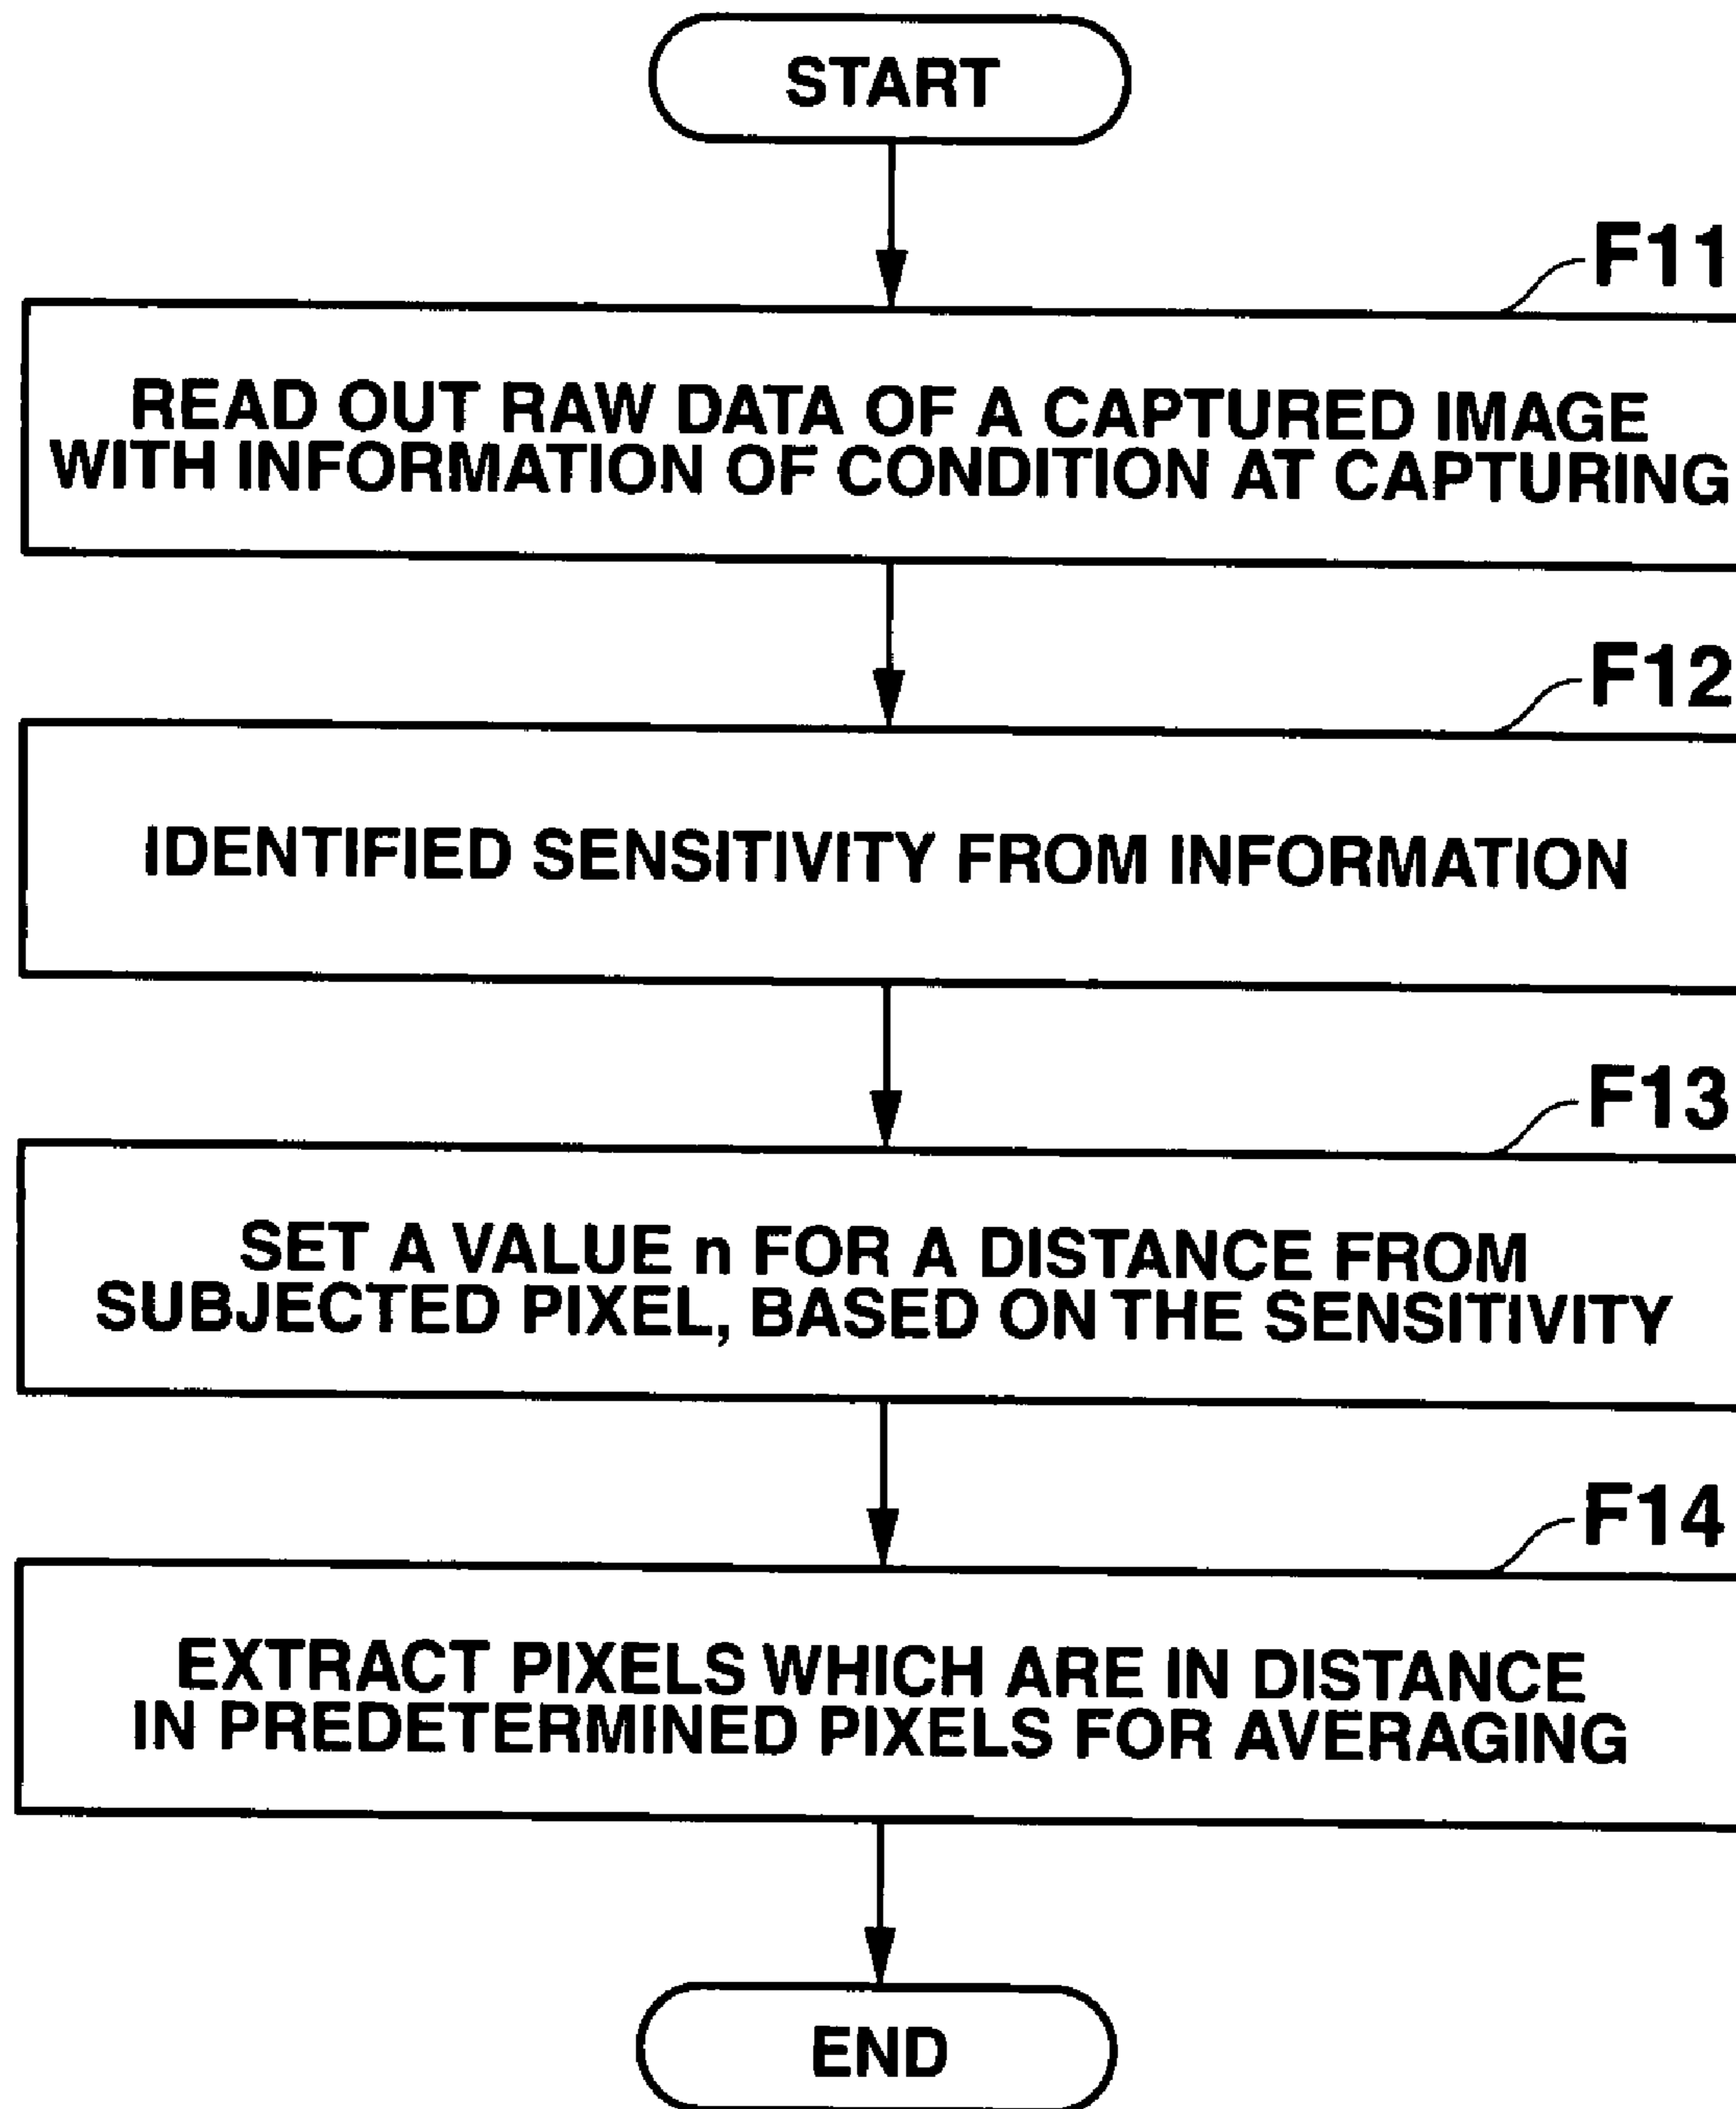 START
F11
READ OUT RAW DATA OF A CAPTURED IMAGE
WITH INFORMATION OF CONDITION AT CAPTURING
F12
IDENTIFIED SENSITIVITY FROM INFORMATION
F13
SET A VALUE n FOR A DISTANCE FROM
SUBJECTED PIXEL, BASED ON THE SENSITIVITY
F14
EXTRACT PIXELS WHICH ARE IN DISTANCE
IN PREDETERMINED PIXELS FOR AVERAGING
END